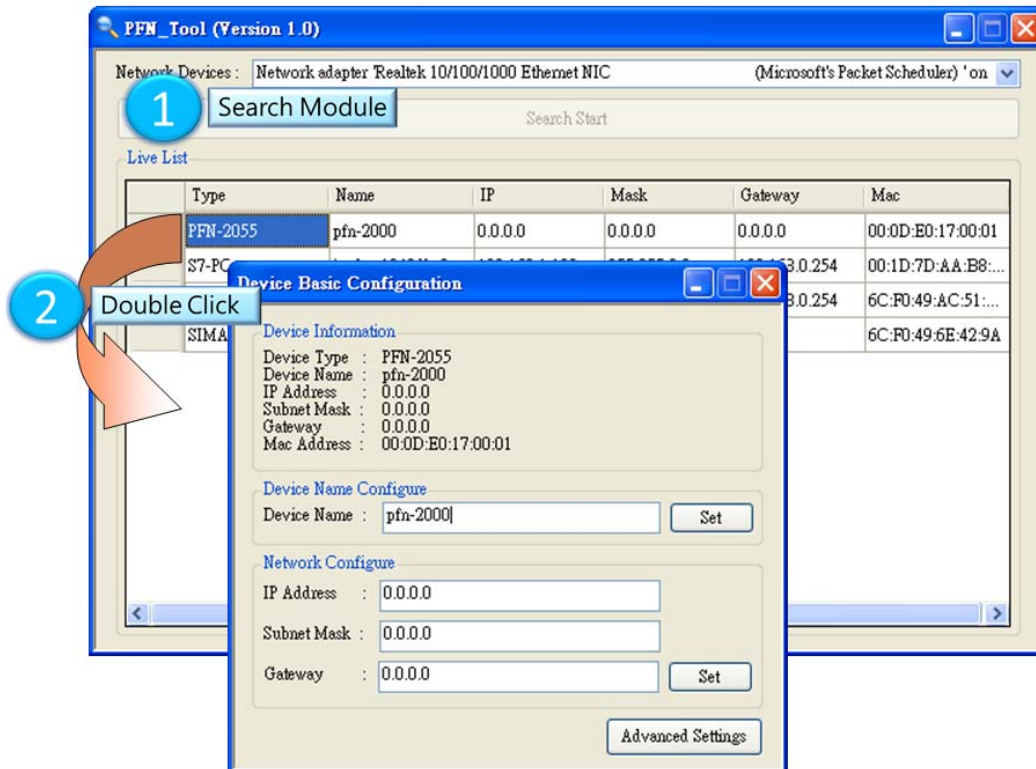 PFN_Tool (Version 1.0)
Network Devices : Network adapter 'Realtek 10/100/1000 Ethernet NIC (Microsoft's Packet Scheduler) ' on
1 Search Module
Search Start
Live List
Type Name IP Mask Gateway Mac
PFN-2055 pfn-2000 0.0.0.0 0.0.0.0 0.0.0.0 00:0D:E0:17:00:01
S7-PC 3.0.254 00:1D:7D:AA:B8:...
3.0.254 6C:F0:49:AC:51:...
SIMA 6C:F0:49:6E:42:9A
2 Double Click
Device Basic Configuration
Device Information
Device Type : PFN-2055
Device Name : pfn-2000
IP Address : 0.0.0.0
Subnet Mask : 0.0.0.0
Gateway : 0.0.0.0
Mac Address : 00:0D:E0:17:00:01
Device Name Configure
Device Name : pfn-2000 Set
Network Configure
IP Address : 0.0.0.0
Subnet Mask : 0.0.0.0
Gateway : 0.0.0.0 Set
Advanced Settings